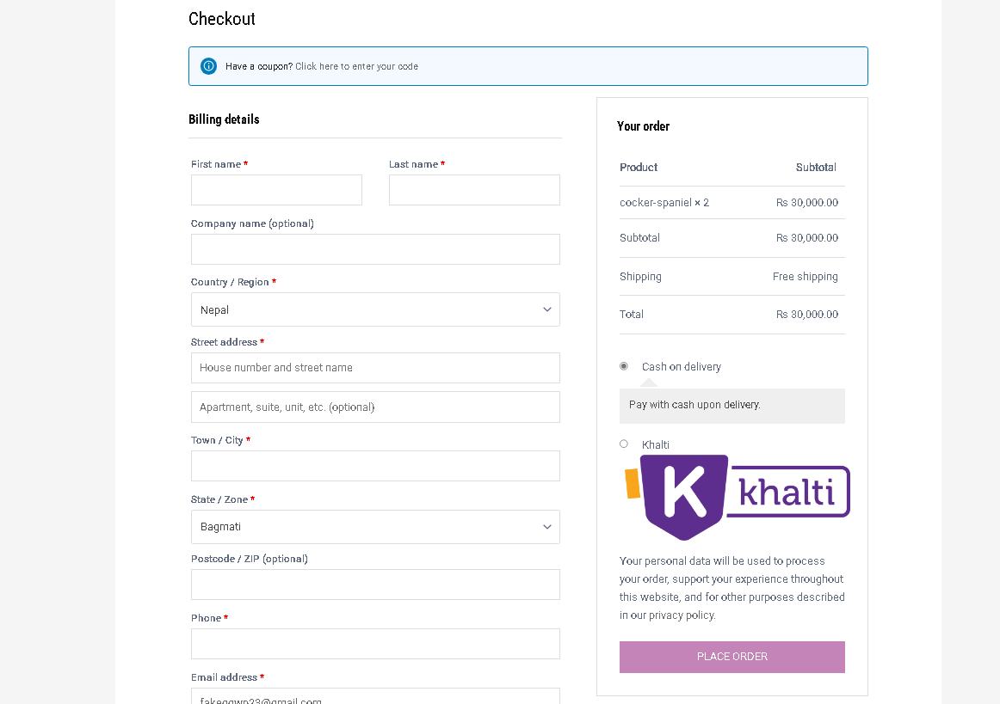 Checkout
Have a coupon? Click here to enter your code
Billing details
First name *
Last name *
Company name (optional)
Country / Region *
Nepal
Street address *
House number and street name
Apartment, suite, unit, etc. (optional)
Town / City *
State / Zone *
Bagmati
Postcode / ZIP (optional)
Phone *
Email address *
Your order
Product Subtotal
cocker-spaniel × 2 Rs 30,000.00
Subtotal Rs 30,000.00
Shipping Free shipping
Total Rs 30,000.00
Cash on delivery
Pay with cash upon delivery.
Khalti
K khalti
Your personal data will be used to process
your order, support your experience throughout
this website, and for other purposes described
in our privacy policy.
PLACE ORDER